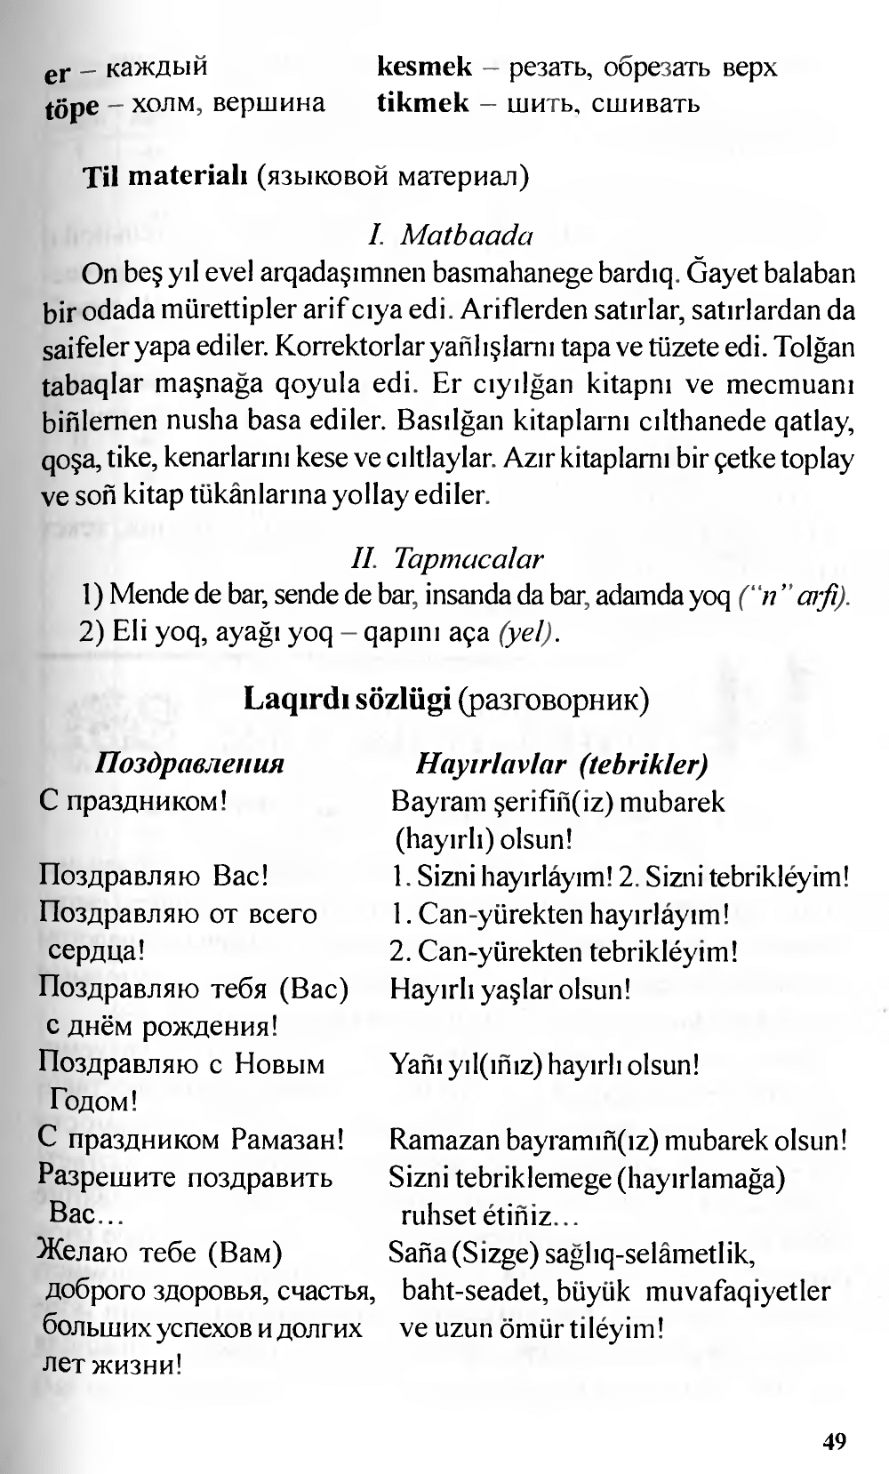 er – каждый kesmek – резать, обрезать верх
töpe – холм, вершина tikmek – шить, сшивать
Til materialı (языковой материал)
I. Matbaada
On beş yıl evel arqadaşımnen basmahanege bardıq. Ğayet balaban
bir odada mürettipler arif cıya edi. Ariflerden satırlar, satırlardan da
saifeler yapa ediler. Korrektorlar yañlışlarnı tapa ve tüzete edi. Tolğan
tabaqlar maşnağa qoyula edi. Er cıyılğan kitapnı ve mecmuanı
biñlernen nusha basa ediler. Basılğan kitaplarnı cılthanede qatlay,
qoşa, tike, kenarlarını kese ve cıltlaylar. Azır kitaplarnı bir çetke toplay
ve soñ kitap tükânlarına yollay ediler.
II. Tapmacalar
1) Mende de bar, sende de bar, insanda da bar, adamda yoq (“n” arfi).
2) Eli yoq, ayağı yoq – qapını aça (yel).
Laqırdı sözlügi (разговорник)
Поздравления Hayırlavlar (tebrikler)
С праздником! Bayram şerifiñ(iz) mubarek
(hayırlı) olsun!
Поздравляю Вас! 1. Sizni hayırláyım! 2. Sizni tebrikléyim!
Поздравляю от всего 1. Can-yürekten hayırláyım!
сердца! 2. Can-yürekten tebrikléyim!
Поздравляю тебя (Вас) Hayırlı yaşlar olsun!
с днём рождения!
Поздравляю с Новым Yañı yıl(ıñız) hayırlı olsun!
Годом!
С праздником Рамазан! Ramazan bayramıñ(ız) mubarek olsun!
Разрешите поздравить Sizni tebriklemege (hayırlamağa)
Вас... ruhset étiñiz...
Желаю тебе (Вам) Saña (Sizge) sağlıq-selâmetlik,
доброго здоровья, счастья, baht-seadet, büyük muvafaqiyetler
больших успехов и долгих ve uzun ömür tiléyim!
лет жизни!
49